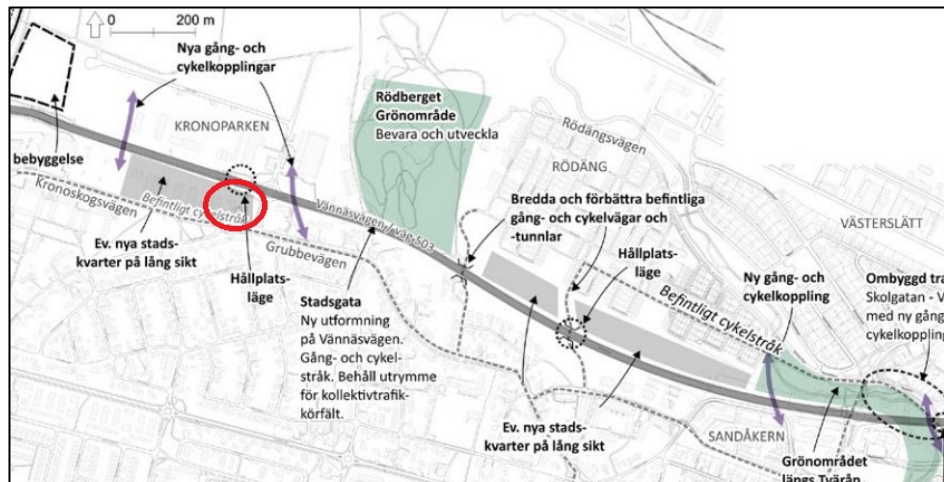 0
200 m
Nya gång- och
cykelkopplingar
KRONOPARKEN
bebyggelse
Kronoskogsvägen
Befintligt cykelstråk
Ev. nya stads-
kvarter på lång sikt
Hållplats-
läge
Grubbevägen
Vännäsvägen / väg 503
Rödberget
Grönområde
Bevara och utveckla
Stadsgata
Ny utformning
på Vännäsvägen.
Gång- och cykel-
stråk. Behåll utrymme
för kollektivtrafik-
körfält.
Rödängsvägen
RÖDÄNG
Bredda och förbättra befintliga
gång- och cykelvägar och
-tunnlar
Hållplats-
läge
Befintligt cykelstråk
Ev. nya stads-
kvarter på lång sikt
VÄSTERSLÄTT
Ny gång- och
cykelkoppling
Ombyggd tra
Skolgatan - V
med ny gång
cykelkoppling
SANDÅKERN
Grönområdet
längs Tvärån